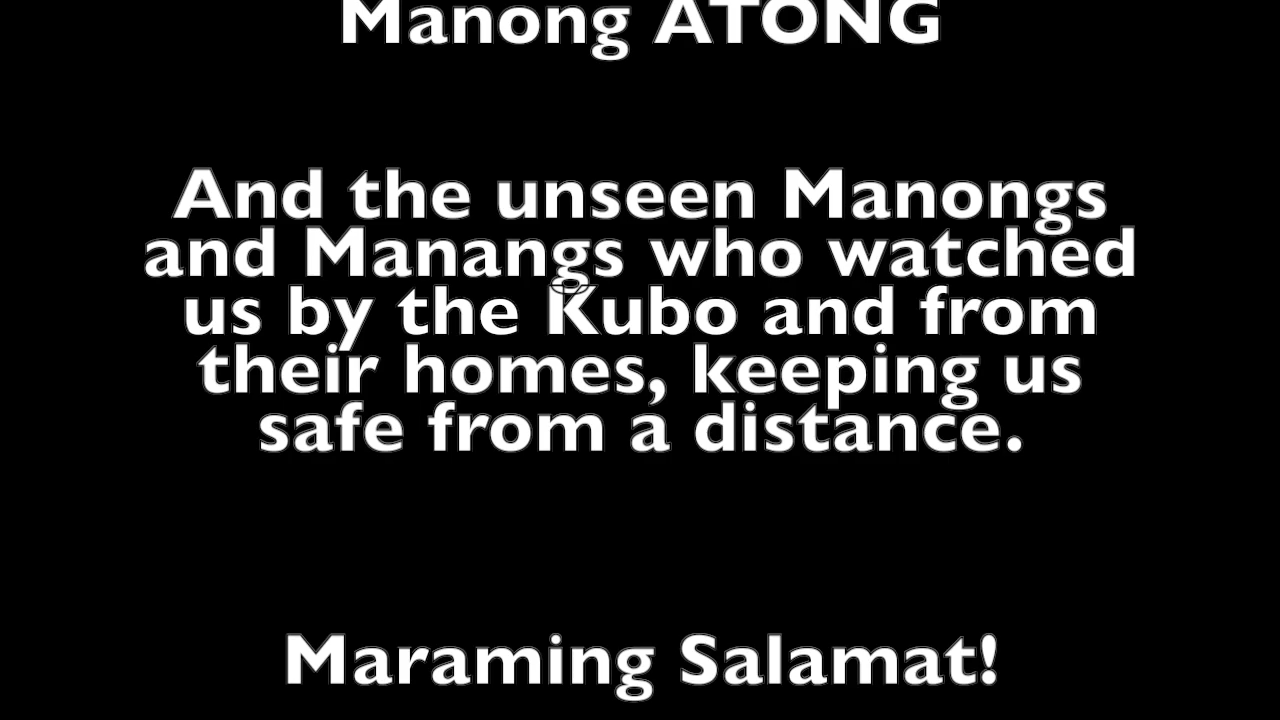 Manong ATONG
And the unseen Manongs
and Manangs who watched
us by the Kubo and from
their homes, keeping us
safe from a distance.
Maraming Salamat!